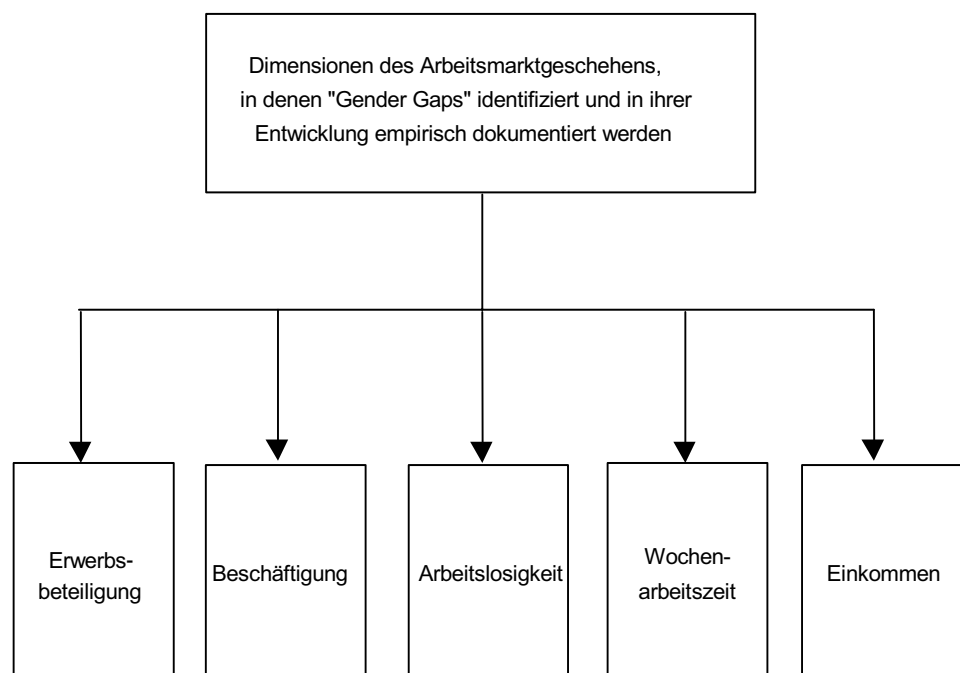 Dimensionen des Arbeitsmarktgeschehens,
in denen "Gender Gaps" identifiziert und in ihrer
Entwicklung empirisch dokumentiert werden
Erwerbs-
beteiligung
Beschäftigung
Arbeitslosigkeit
Wochen-
arbeitszeit
Einkommen